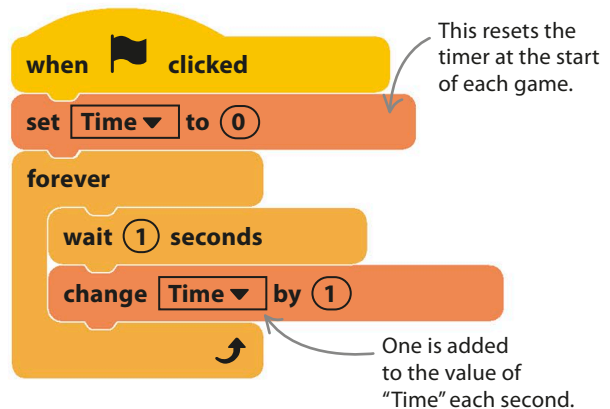 when clicked
This resets the
timer at the start
of each game.
set Time to 0
forever
wait 1 seconds
change Time by 1
One is added
to the value of
“Time” each second.